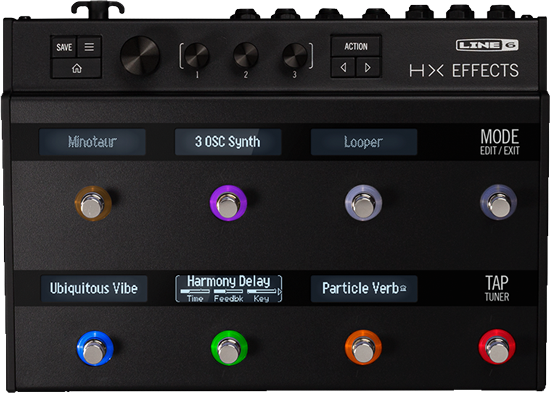 SAVE
ACTION
LINE 6
1
2
3
HX EFFECTS
Minotaur
3 OSC Synth
Looper
MODE
EDIT / EXIT
Ubiquitous Vibe
Harmony Delay
Time Feedbk Key
Particle Verb
TAP
TUNER